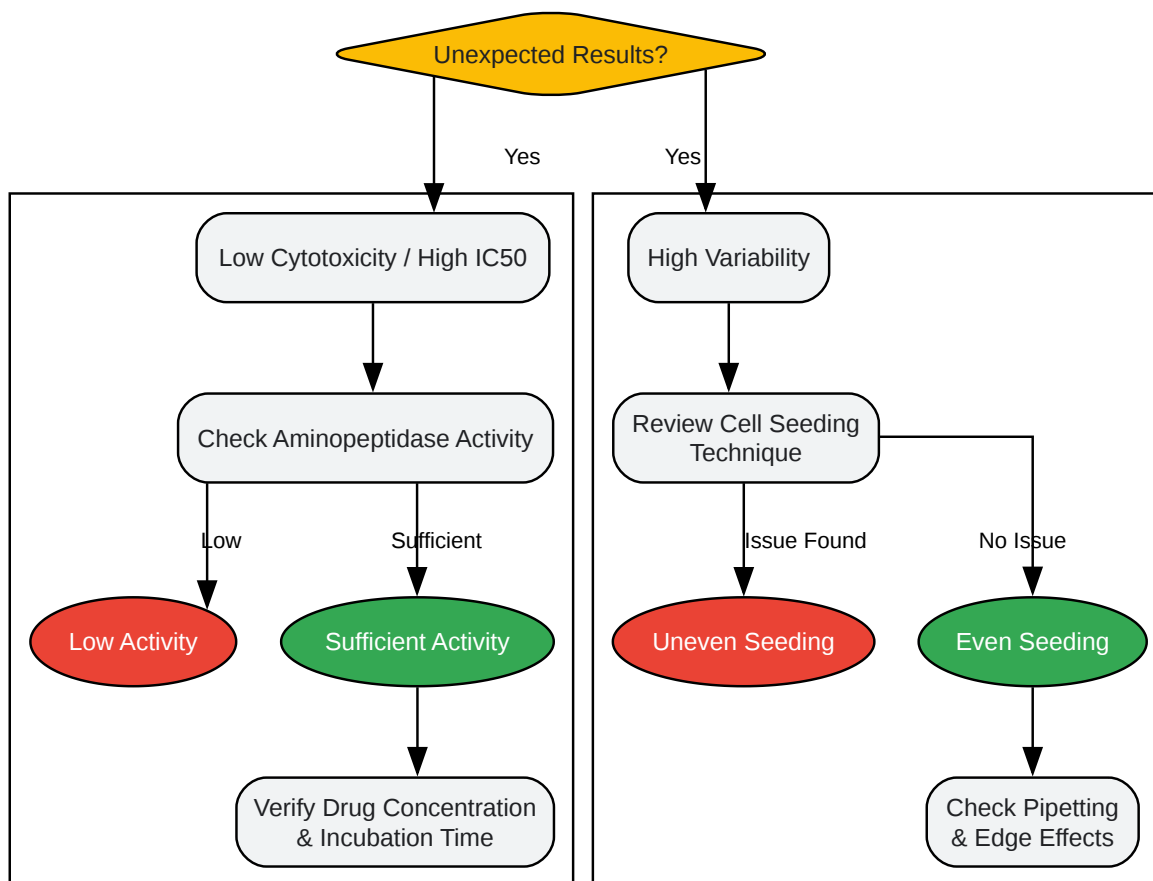 Unexpected Results?
Yes
Yes
Low Cytotoxicity / High IC50
High Variability
Check Aminopeptidase Activity
Review Cell Seeding
Technique
Low
Sufficient
Issue Found
No Issue
Low Activity
Sufficient Activity
Uneven Seeding
Even Seeding
Verify Drug Concentration
& Incubation Time
Check Pipetting
& Edge Effects